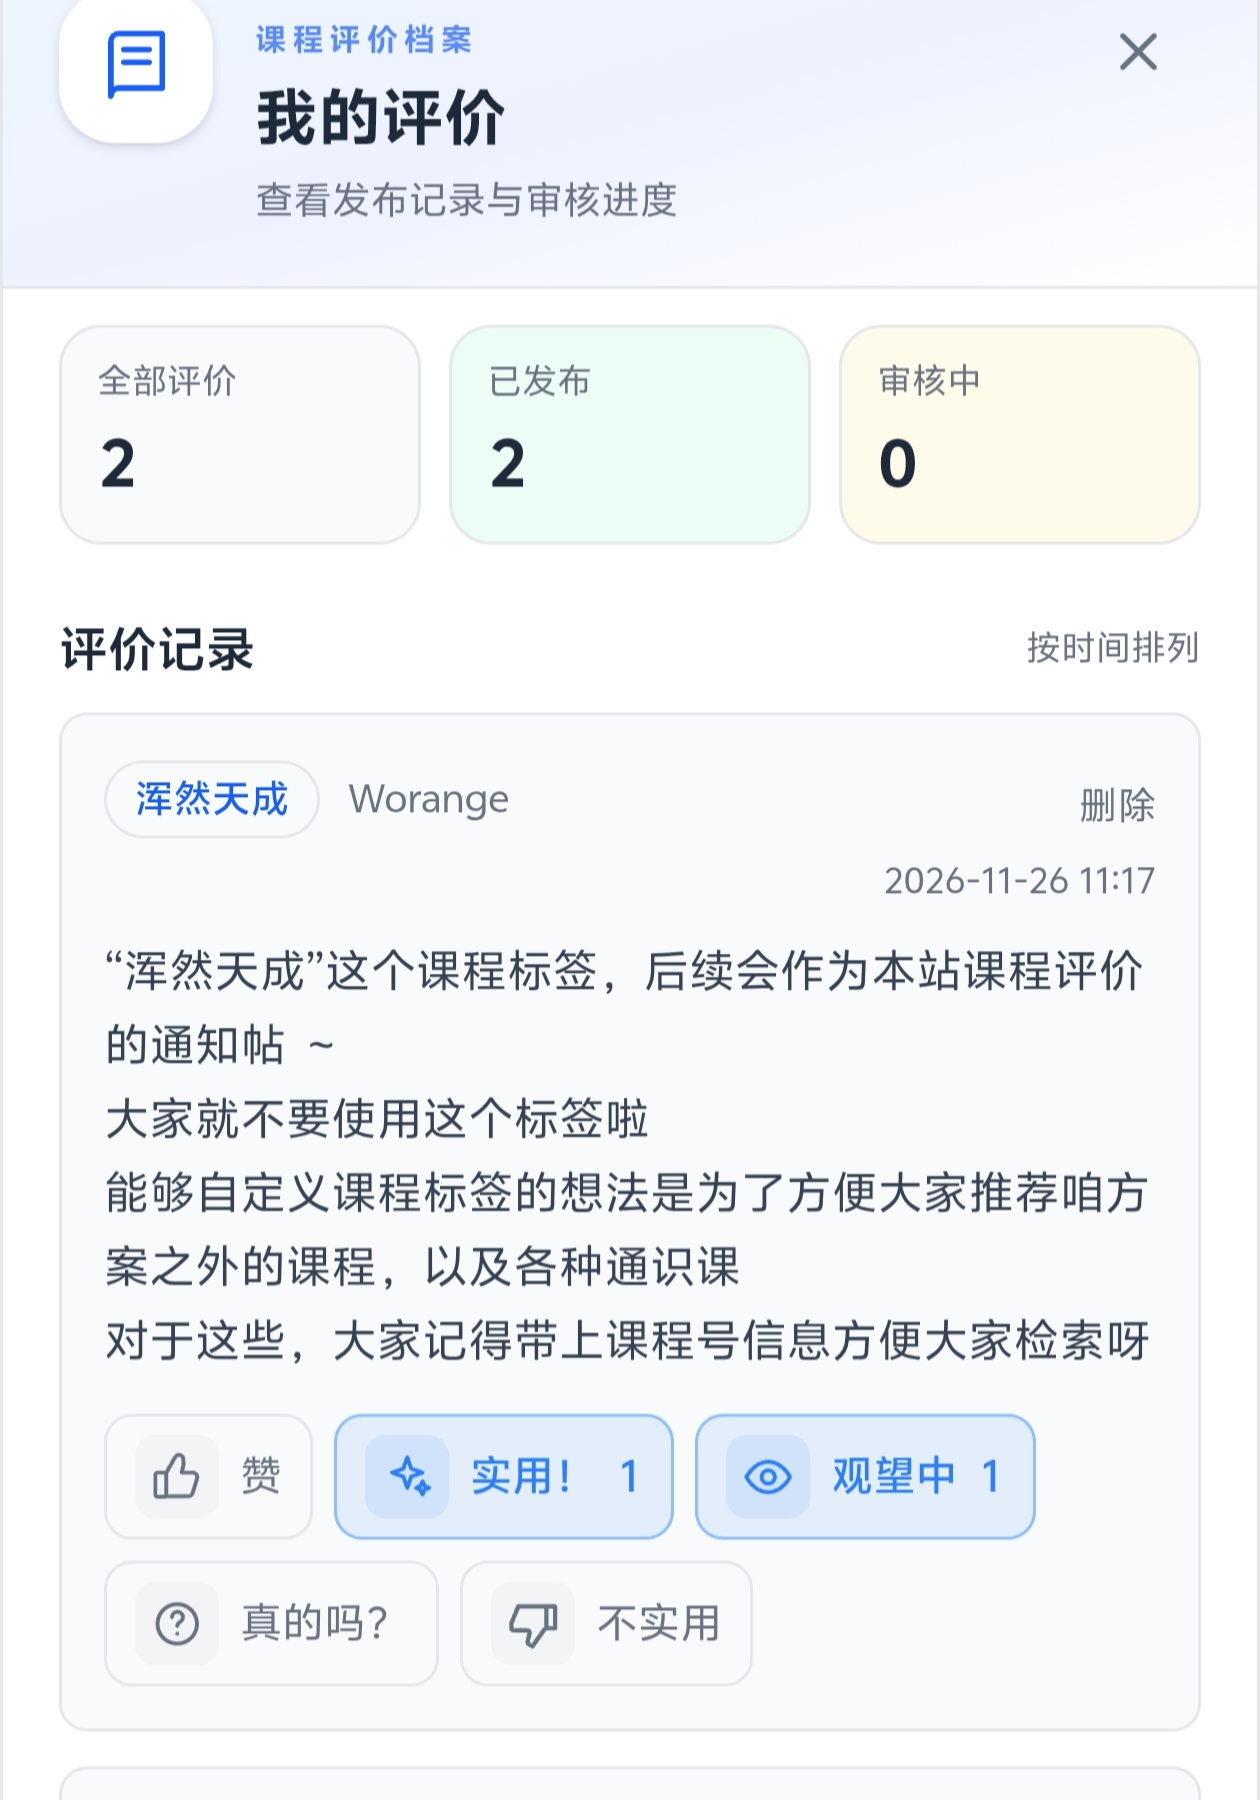 课程评价档案
我的评价
查看发布记录与审核进度
全部评价
2
已发布
2
审核中
0
评价记录
按时间排列
浑然天成
Worange
删除
2026-11-26 11:17
“浑然天成”这个课程标签，后续会作为本站课程评价
的通知帖 ~
大家就不要使用这个标签啦
能够自定义课程标签的想法是为了方便大家推荐咱方
案之外的课程，以及各种通识课
对于这些，大家记得带上课程号信息方便大家检索呀
赞
实用！ 1
观望中 1
真的吗？
不实用